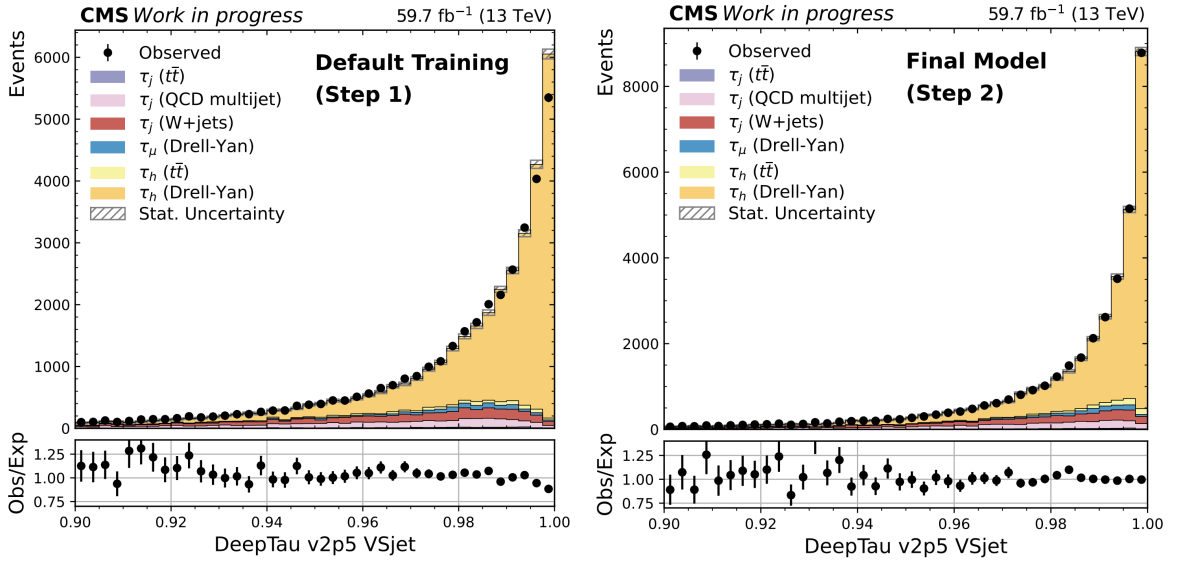 CMS Work in progress 59.7 fb⁻¹ (13 TeV)
Events
6000
5000
4000
3000
2000
1000
0
Observed
τⱼ (tt̄)
τⱼ (QCD multijet)
τⱼ (W+jets)
τ_μ (Drell-Yan)
τₕ (tt̄)
τₕ (Drell-Yan)
Stat. Uncertainty
Default Training
(Step 1)
Obs/Exp
1.25
1.00
0.75
0.90 0.92 0.94 0.96 0.98 1.00
DeepTau v2p5 VSjet
CMS Work in progress 59.7 fb⁻¹ (13 TeV)
Events
8000
6000
4000
2000
0
Observed
τⱼ (tt̄)
τⱼ (QCD multijet)
τⱼ (W+jets)
τ_μ (Drell-Yan)
τₕ (tt̄)
τₕ (Drell-Yan)
Stat. Uncertainty
Final Model
(Step 2)
Obs/Exp
1.25
1.00
0.75
0.90 0.92 0.94 0.96 0.98 1.00
DeepTau v2p5 VSjet